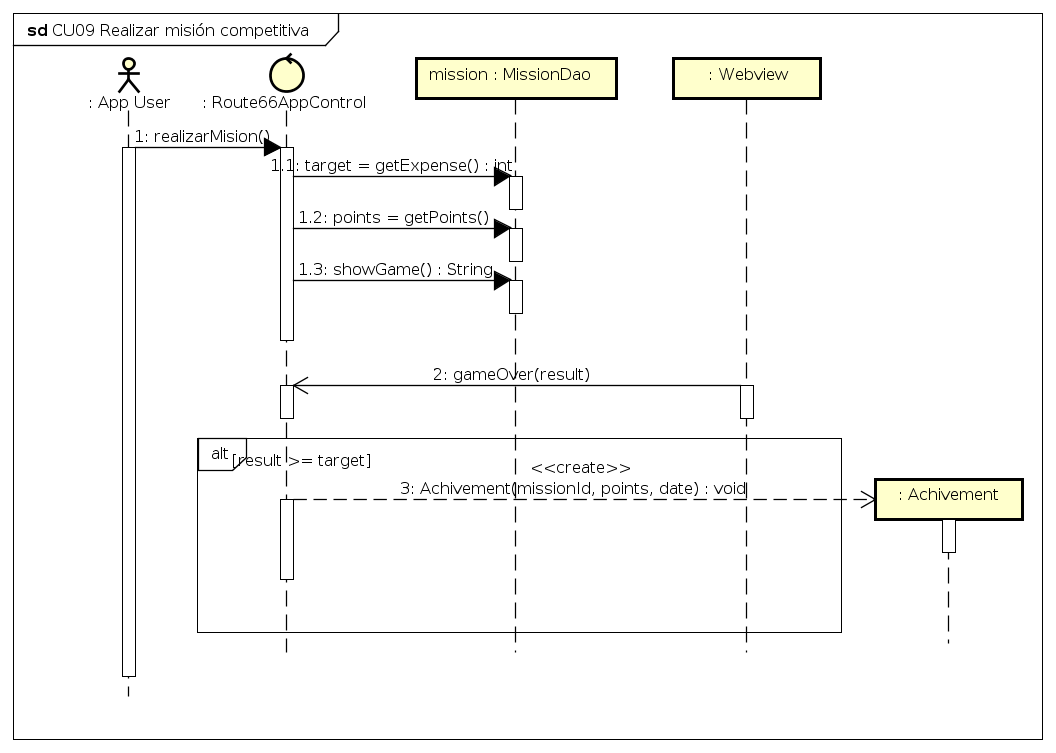 sd CU09 Realizar misión competitiva
: App User
: Route66AppControl
mission : MissionDao
: Webview
1: realizarMision()
1.1: target = getExpense() : int
1.2: points = getPoints()
1.3: showGame() : String
2: gameOver(result)
alt
[result >= target]
<<create>>
3: Achivement(missionId, points, date) : void
: Achivement